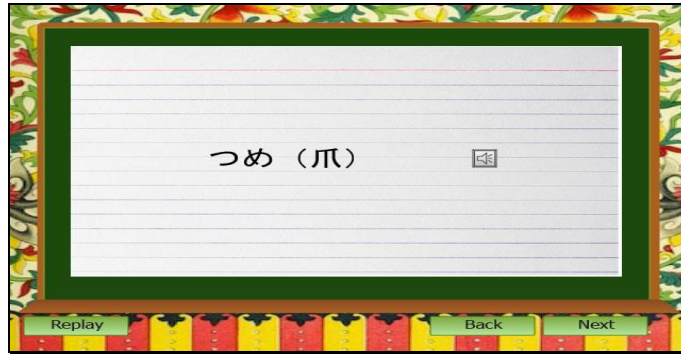 つめ（爪）
Replay
Back
Next